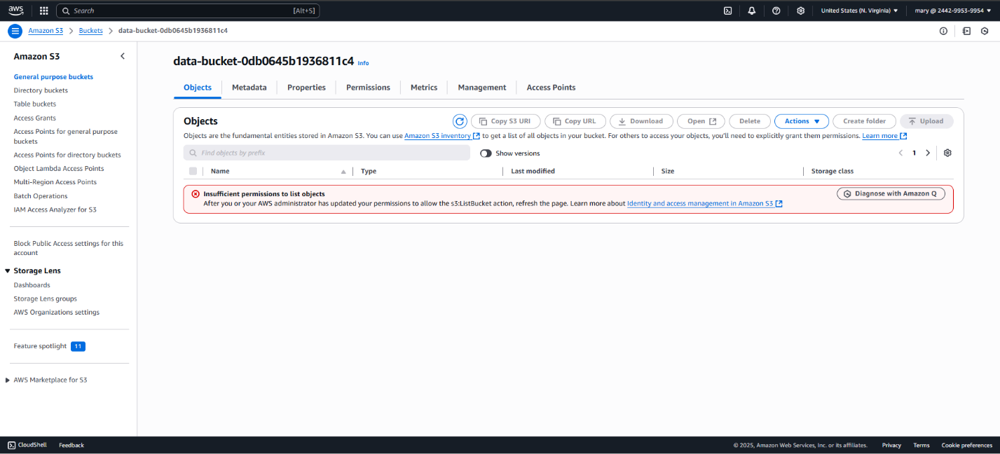 aws
Search [Alt+S]
United States (N. Virginia)
mary @ 2442-9953-9954
Amazon S3 > Buckets > data-bucket-0db0645b1936811c4
Amazon S3
General purpose buckets
Directory buckets
Table buckets
Access Grants
Access Points for general purpose
buckets
Access Points for directory buckets
Object Lambda Access Points
Multi-Region Access Points
Batch Operations
IAM Access Analyzer for S3
Block Public Access settings for this
account
Storage Lens
Dashboards
Storage Lens groups
AWS Organizations settings
Feature spotlight 11
AWS Marketplace for S3
data-bucket-0db0645b1936811c4 Info
Objects Metadata Properties Permissions Metrics Management Access Points
Objects
Copy S3 URI Copy URL Download Open Delete Actions Create folder Upload
Objects are the fundamental entities stored in Amazon S3. You can use Amazon S3 inventory to get a list of all objects in your bucket. For others to access your objects, you'll need to explicitly grant them permissions. Learn more
Find objects by prefix
Show versions
1
Name Type Last modified Size Storage class
Insufficient permissions to list objects
After you or your AWS administrator has updated your permissions to allow the s3:ListBucket action, refresh the page. Learn more about Identity and access management in Amazon S3
Diagnose with Amazon Q
CloudShell Feedback
© 2025, Amazon Web Services, Inc. or its affiliates. Privacy Terms Cookie preferences